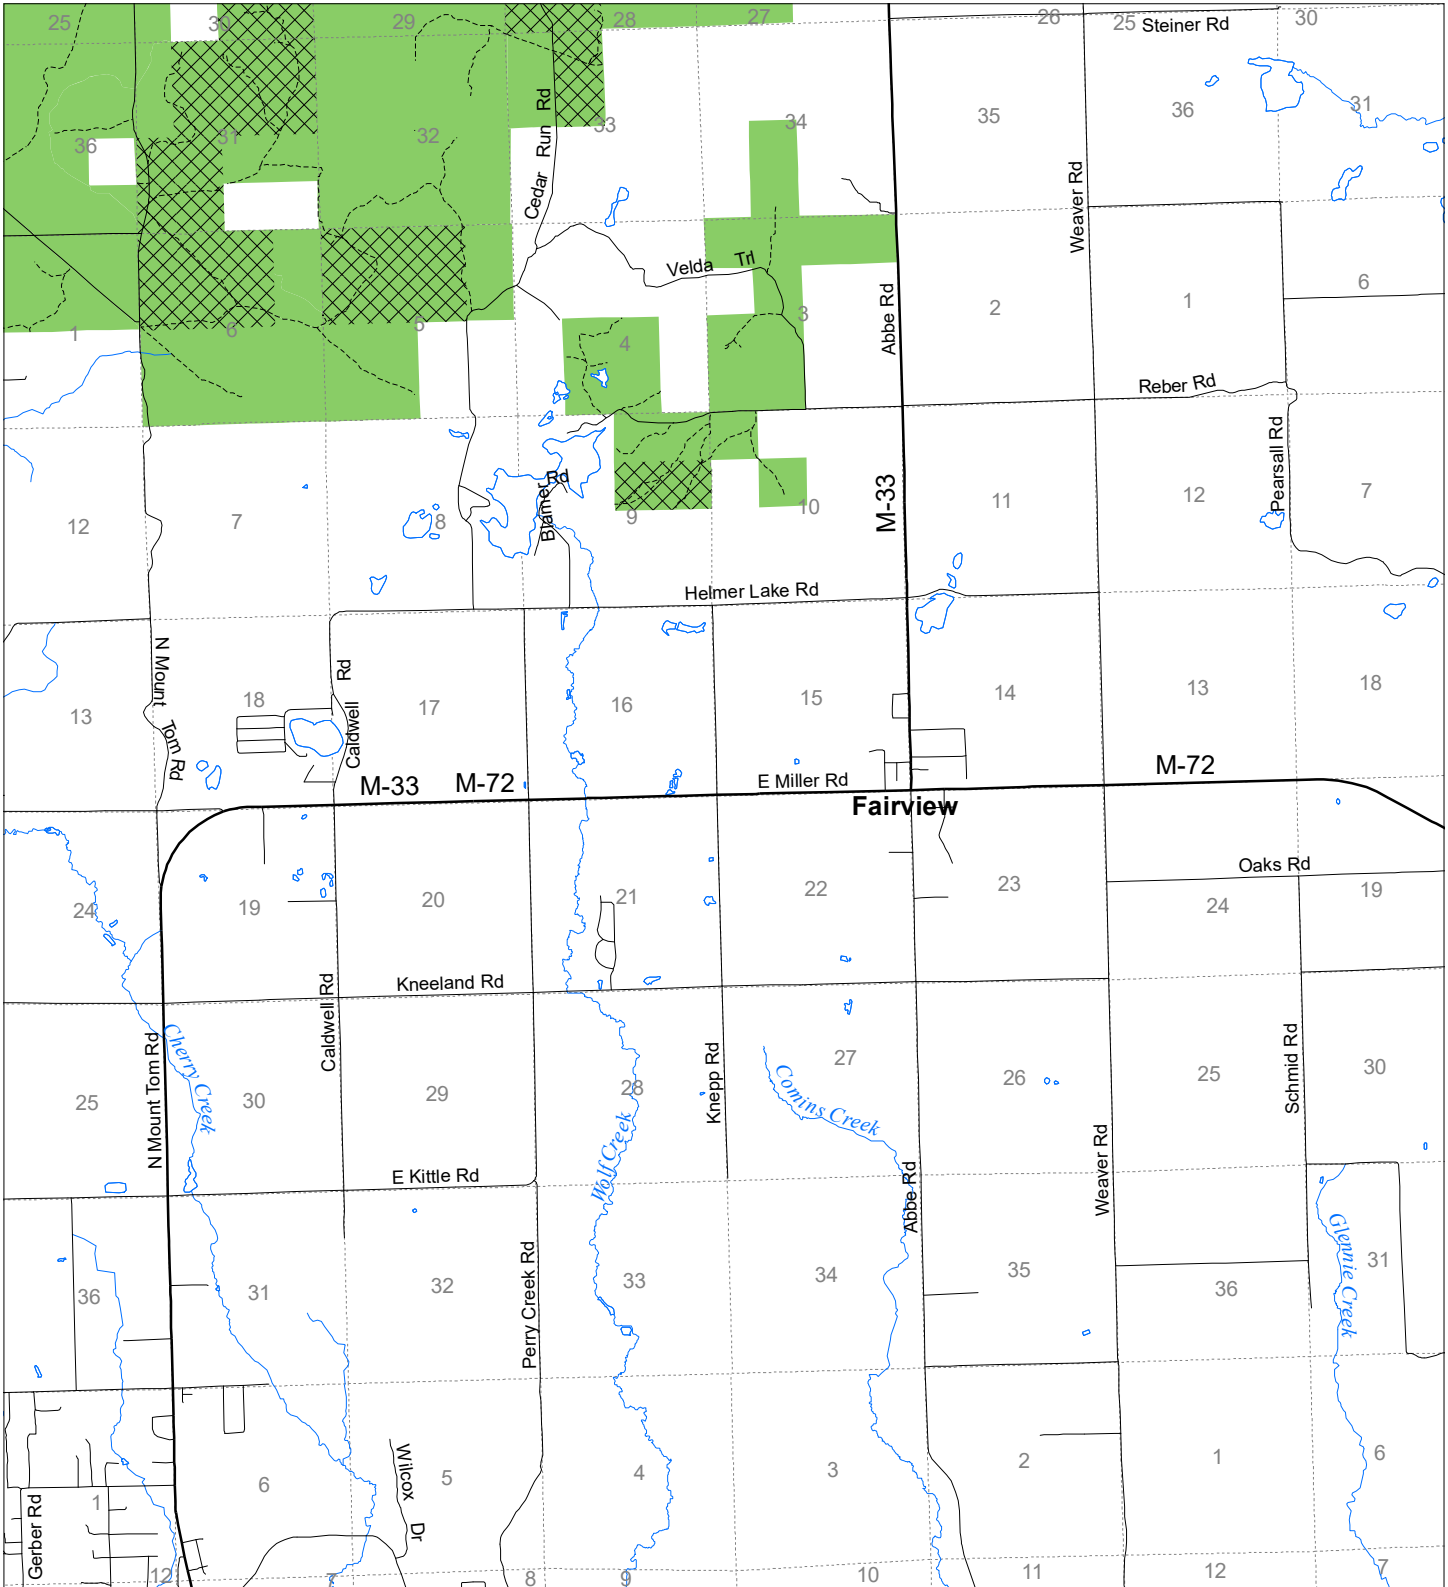 25
30
29
28
27
26
25
Steiner Rd
30
36
31
32
Cedar Run Rd
33
34
35
36
31
Weaver Rd
Velda Trl
1
6
5
4
3
Abbe Rd
2
1
6
Reber Rd
12
7
8
Blamer Rd
9
10
M-33
11
12
Pearsall Rd
7
Helmer Lake Rd
13
N Mount Tom Rd
18
Caldwell Rd
17
16
15
14
13
18
M-33
M-72
E Miller Rd
M-72
Fairview
Oaks Rd
24
19
20
21
22
23
24
19
Kneeland Rd
Caldwell Rd
N Mount Tom Rd
Cherry Creek
25
30
29
28
Knepp Rd
27
Comins Creek
26
25
Schmid Rd
30
Wolf Creek
E Kittle Rd
Abbe Rd
Weaver Rd
36
31
32
Perry Creek Rd
33
34
35
36
Glennie Creek
31
Gerber Rd
1
6
Wilcox Dr
5
4
3
2
1
6
12
7
8
9
10
11
12
7